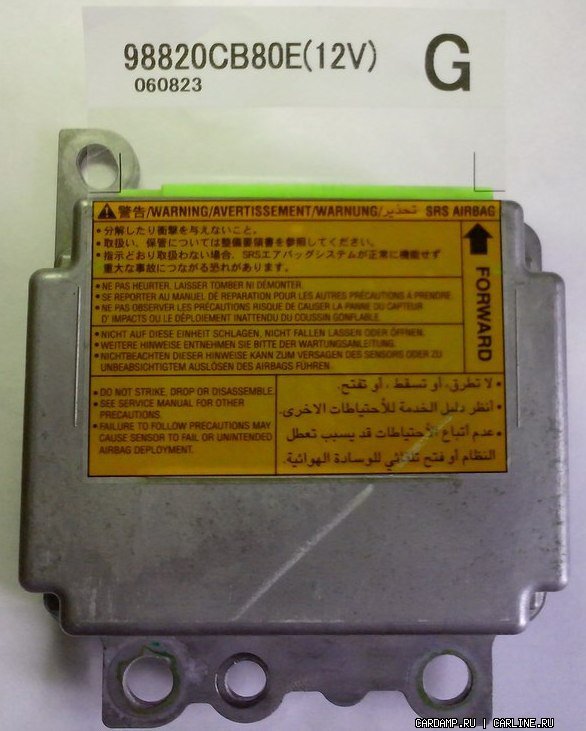 98820CB80E(12V)
G
060823
警告/WARNING/AVERTISSEMENT/WARNUNG/تحذير SRS AIRBAG
• 分解したり衝撃を与えないこと。
• 取扱い、保管については整備要領書を参照してください。
• 指示どおり取扱わない場合、SRSエアバッグシステムが正常に機能せず
重大な事故につながる恐れがあります。
FORWARD
• NE PAS HEURTER, LAISSER TOMBER NI DÉMONTER.
• SE REPORTER AU MANUEL DE RÉPARATION POUR LES AUTRES PRÉCAUTIONS À PRENDRE.
• NE PAS OBSERVER LES PRÉCAUTIONS RISQUE DE CAUSER LA PANNE DU CAPTEUR
D' IMPACTS OU LE DÉPLOIEMENT INATTENDU DU COUSSIN GONFLABLE.
• NICHT AUF DIESE EINHEIT SCHLAGEN, NICHT FALLEN LASSEN ODER ÖFFNEN.
• WEITERE HINWEISE ENTNEHMEN SIE BITTE DER WARTUNGSANLEITUNG.
• NICHTBEACHTEN DIESER HINWEISE KANN ZUM VERSAGEN DES SENSORS ODER ZU
UNBEABSICHTIGTEM AUSLÖSEN DES AIRBAGS FÜHREN.
• DO NOT STRIKE, DROP OR DISASSEMBLE.
• SEE SERVICE MANUAL FOR OTHER
PRECAUTIONS.
• FAILURE TO FOLLOW PRECAUTIONS MAY
CAUSE SENSOR TO FAIL OR UNINTENDED
AIRBAG DEPLOYMENT.
• لا تطرق، أو تسقط، أو تفتح.
• أنظر دليل الخدمة للأحتياطات الاخرى.
• عدم أتباع الأحتياطات قد يسبب تعطل
النظام أو فتح تلقائي للوسادة الهوائية.
CARDAMP.RU | CARLINE.RU